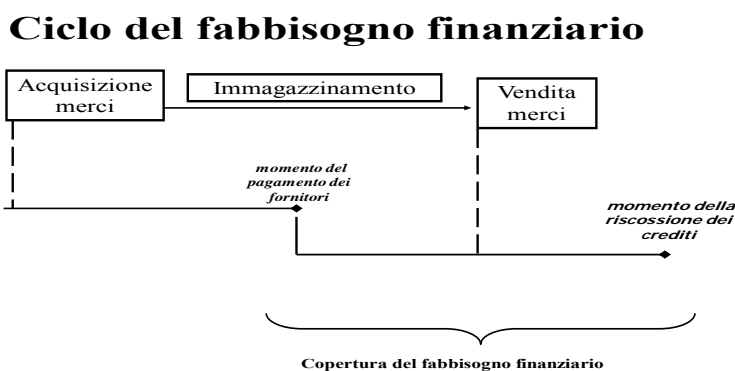 Ciclo del fabbisogno finanziario
Acquisizione
merci
Immagazzinamento
Vendita
merci
momento del
pagamento dei
fornitori
momento della
riscossione dei
crediti
Copertura del fabbisogno finanziario